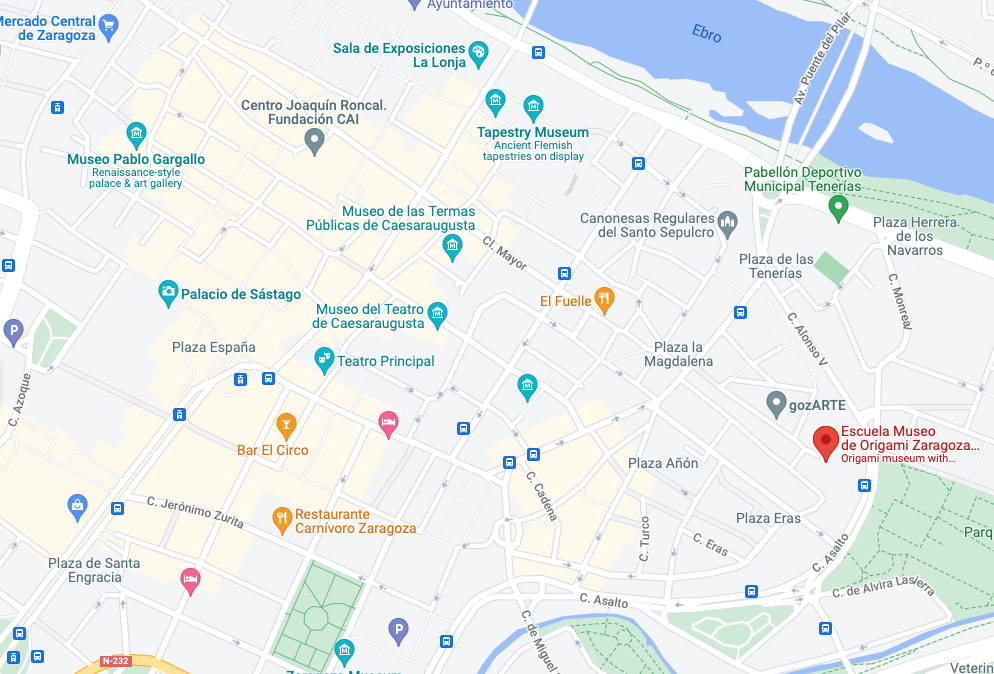 Ayuntamiento
Mercado Central
de Zaragoza
Ebro
Av. Puente del Pilar
P.º
Sala de Exposiciones
La Lonja
Centro Joaquín Roncal.
Fundación CAI
Tapestry Museum
Ancient Flemish
tapestries on display
Museo Pablo Gargallo
Renaissance-style
palace & art gallery
Pabellón Deportivo
Municipal Tenerías
Museo de las Termas
Públicas de Caesaraugusta
Canonesas Regulares
del Santo Sepulcro
Plaza Herrera
de los
Navarros
Cl. Mayor
Plaza de las
Tenerías
C. Monreal
Palacio de Sástago
El Fuelle
Museo del Teatro
de Caesaraugusta
P
C. Alonso V
Plaza España
Teatro Principal
Plaza la
Magdalena
C. Azoque
gozARTE
Escuela Museo
de Origami Zaragoza...
Origami museum with...
Bar El Circo
Plaza Añón
C. Cadena
C. Jerónimo Zurita
Restaurante
Carnívoro Zaragoza
Plaza Eras
C. Turco
C. Eras
Parq
C. Asalto
Plaza de Santa
Engracia
C. de Alvira Lasierra
C. Asalto
C. de Miguel
P
N-232
Zaragoza Museum
Veterin